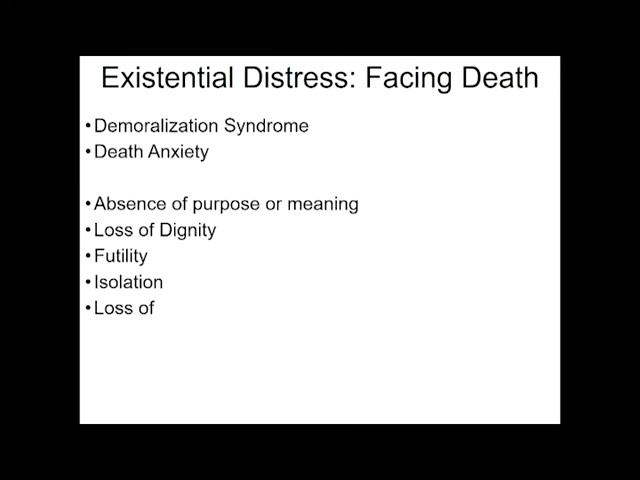 Existential Distress: Facing Death
•Demoralization Syndrome
•Death Anxiety
•Absence of purpose or meaning
•Loss of Dignity
•Futility
•Isolation
•Loss of